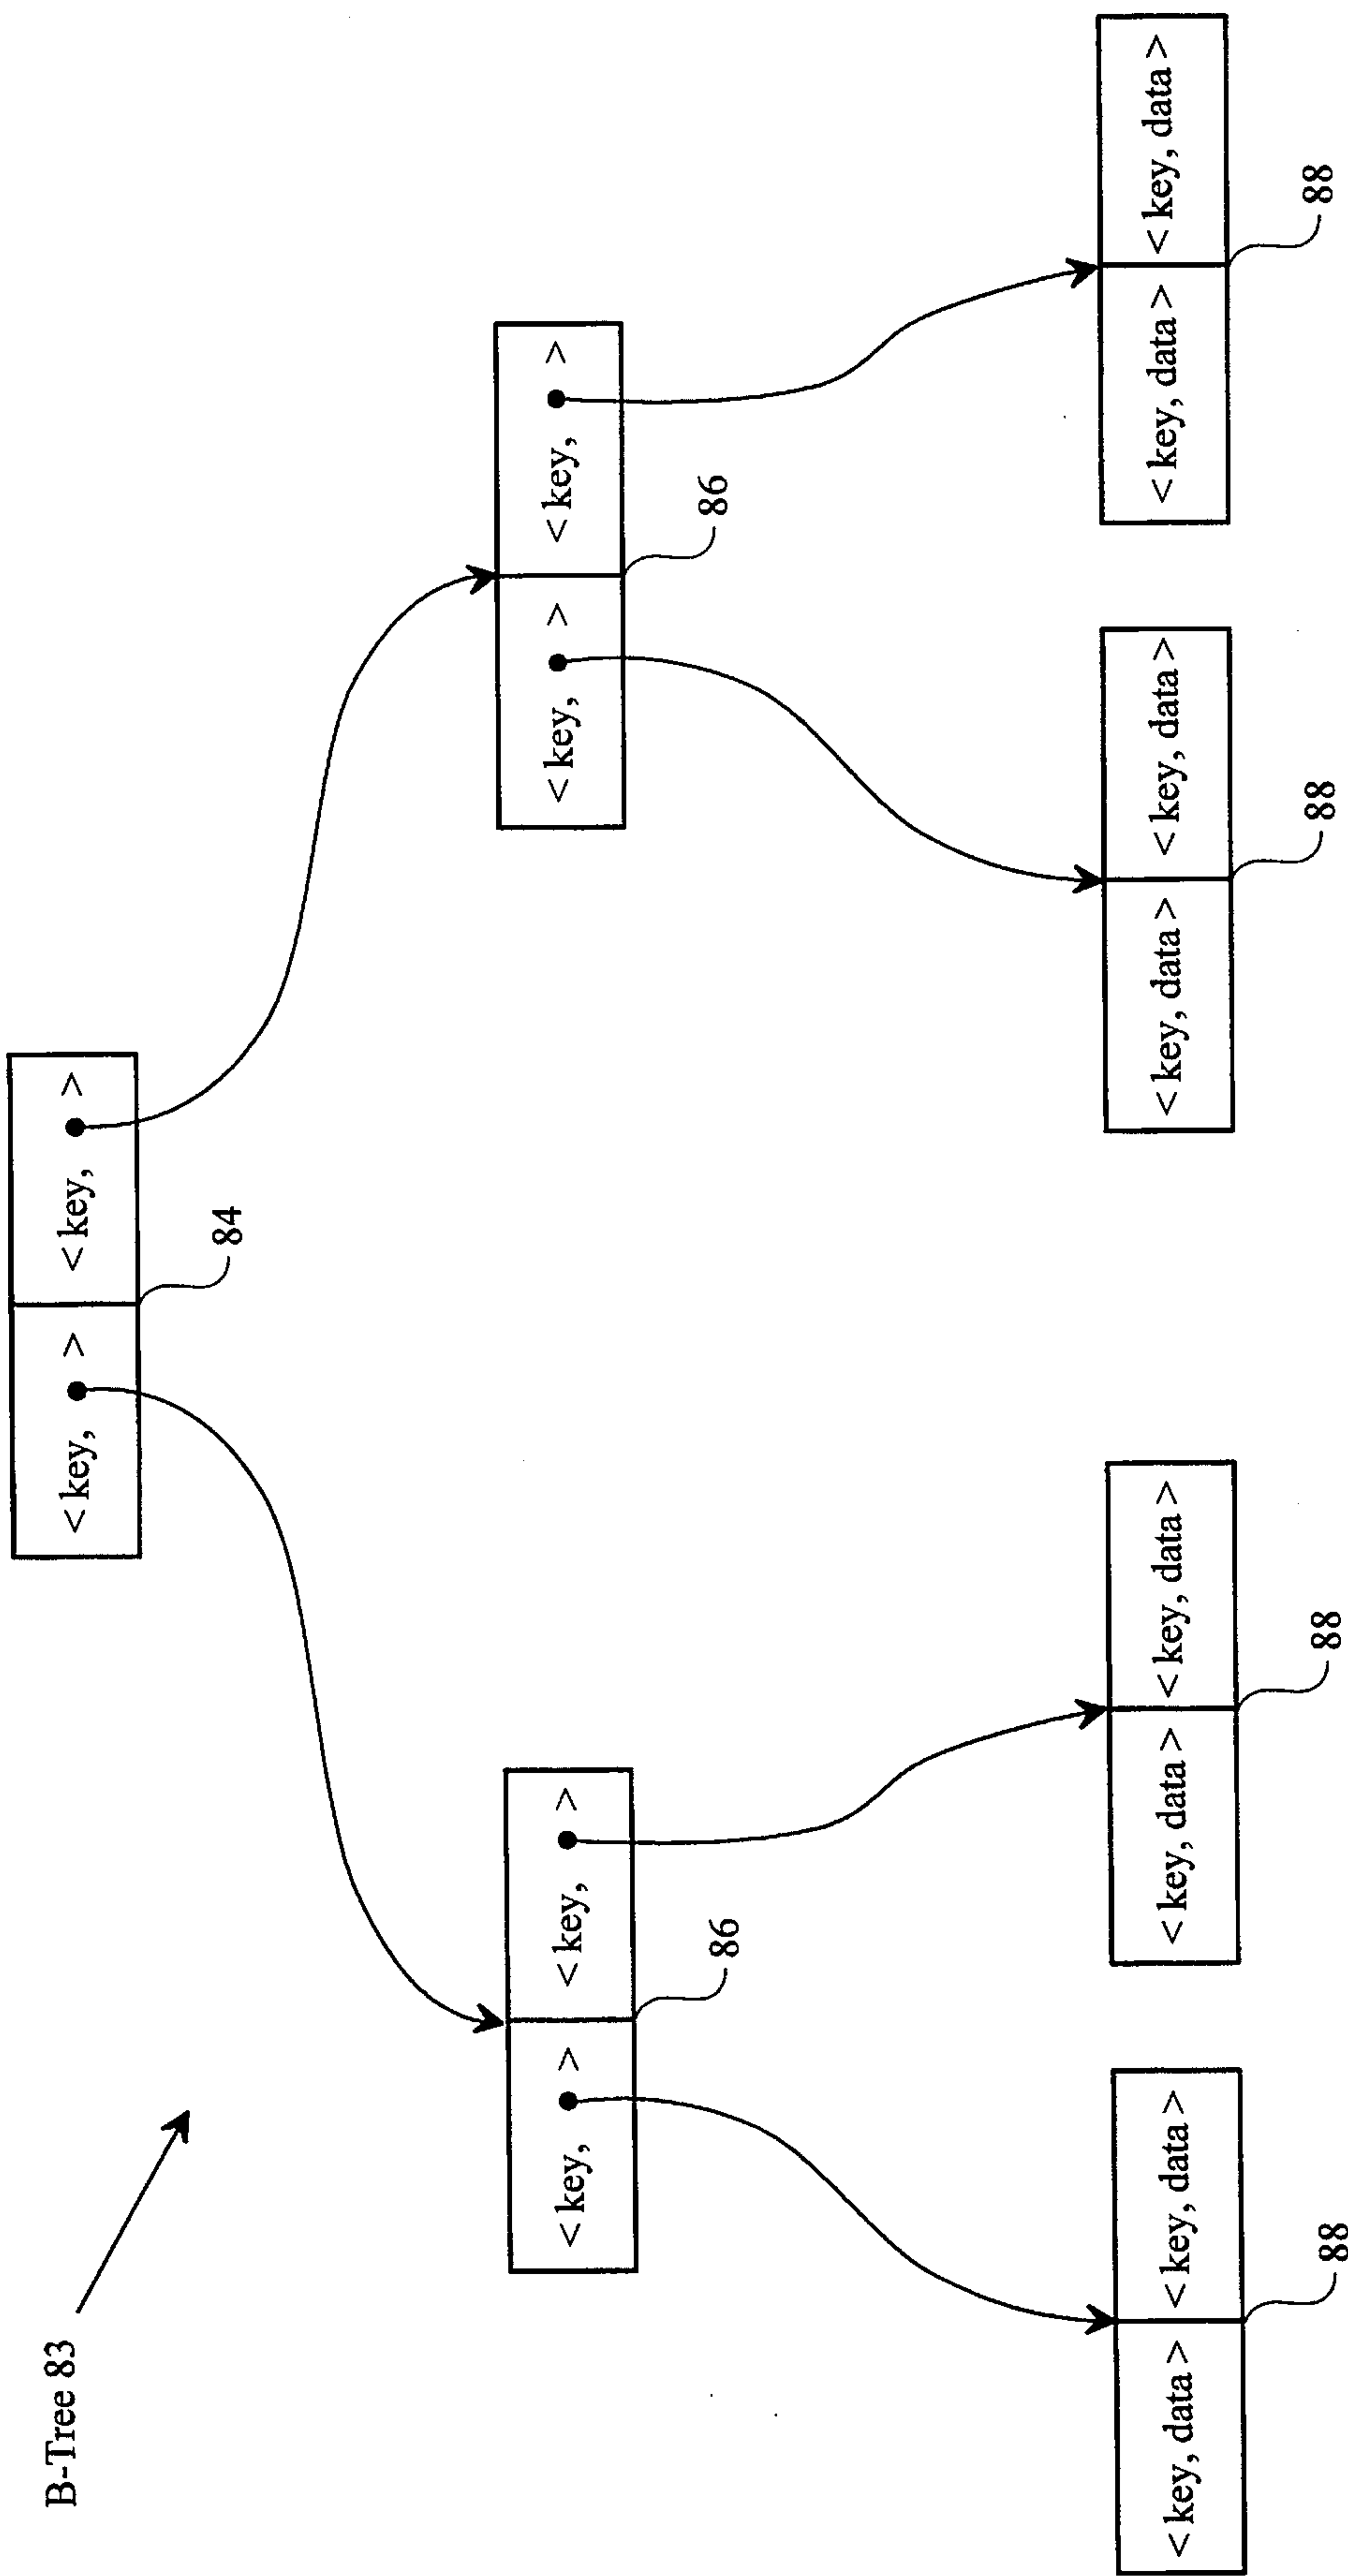 B-Tree 83
<key, > <key, >
84
<key, > <key, >
86
<key, > <key, >
86
<key, data> <key, data>
88
<key, data> <key, data>
88
<key, data> <key, data>
88
<key, data> <key, data>
88